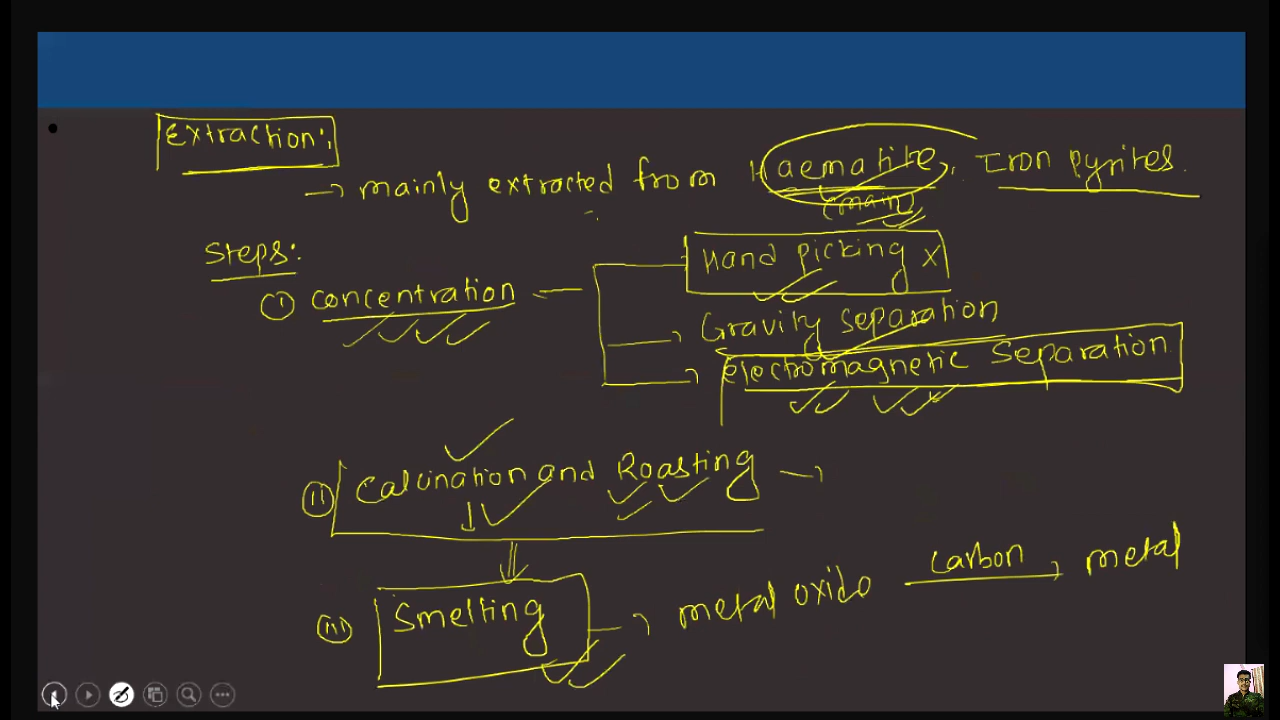 Extraction:
→ mainly extracted from Haematite, Iron pyrites.
(main)
Steps:
Hand picking x
(i) concentration
Gravity separation
electromagnetic Separation
(ii) Calcination and Roasting →
(iii) Smelting → metal oxide carbon → metal